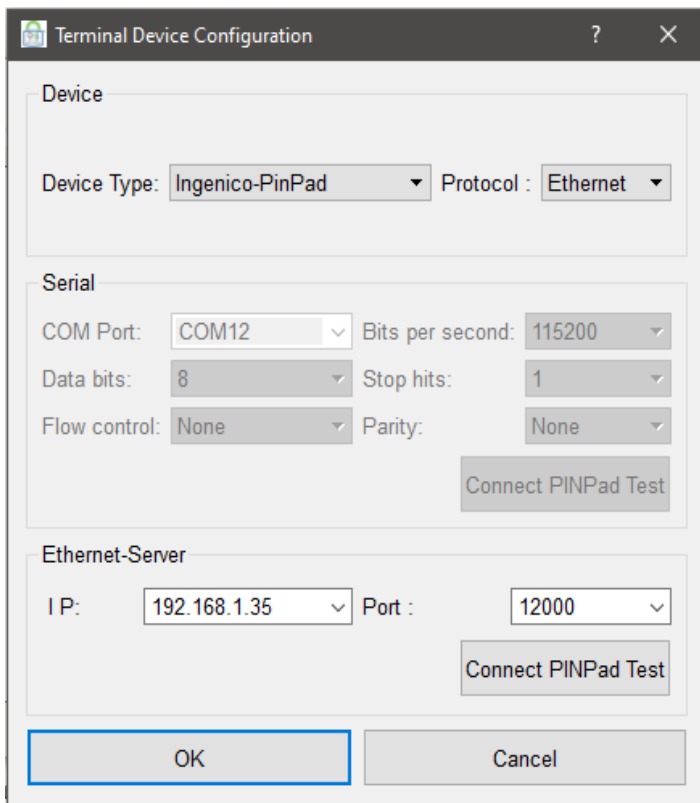 Terminal Device Configuration ? ×
Device
Device Type: Ingenico-PinPad Protocol : Ethernet
Serial
COM Port: COM12 Bits per second: 115200
Data bits: 8 Stop hits: 1
Flow control: None Parity: None
Connect PINPad Test
Ethernet-Server
I P: 192.168.1.35 Port : 12000
Connect PINPad Test
OK Cancel